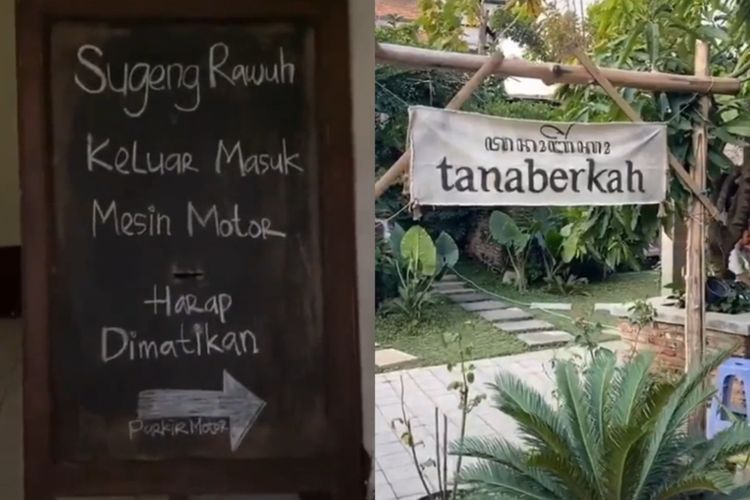 Sugeng Rawuh
Keluar Masuk
Mesin Motor
-
Harap
Dimatikan
Parkir Motor
tanaberkah